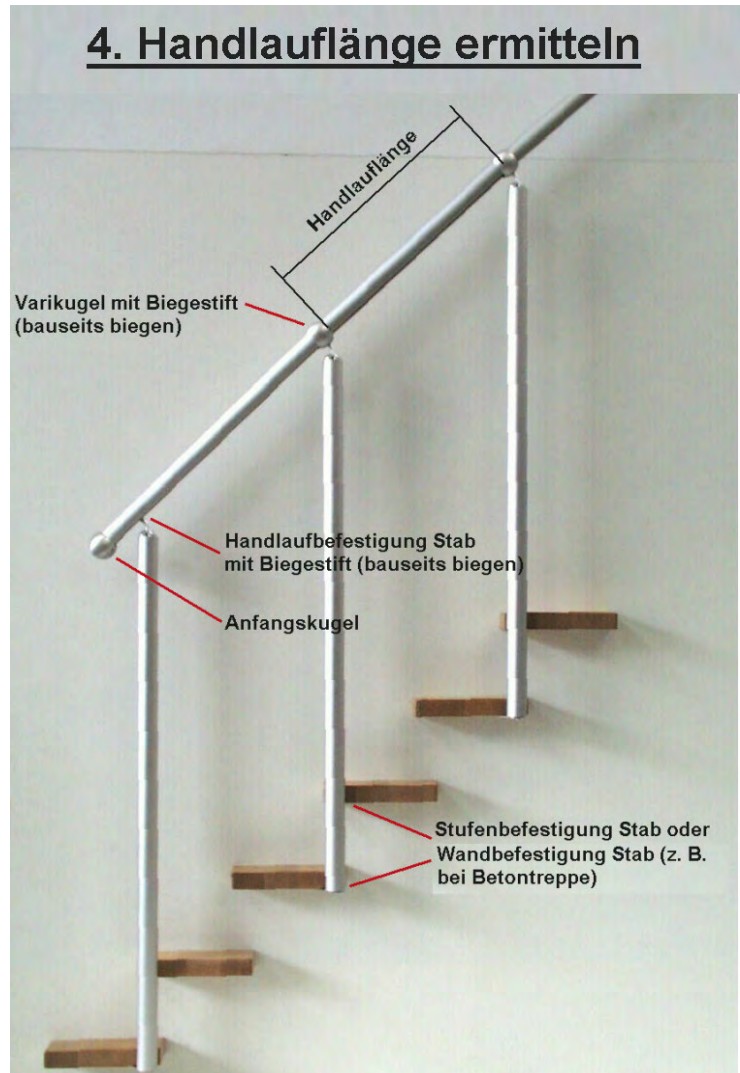 4. Handlauflänge ermitteln
Handlauflänge
Varikugel mit Biegestift
(bauseits biegen)
Handlaufbefestigung Stab
mit Biegestift (bauseits biegen)
Anfangskugel
Stufenbefestigung Stab oder
Wandbefestigung Stab (z. B.
bei Betontreppe)